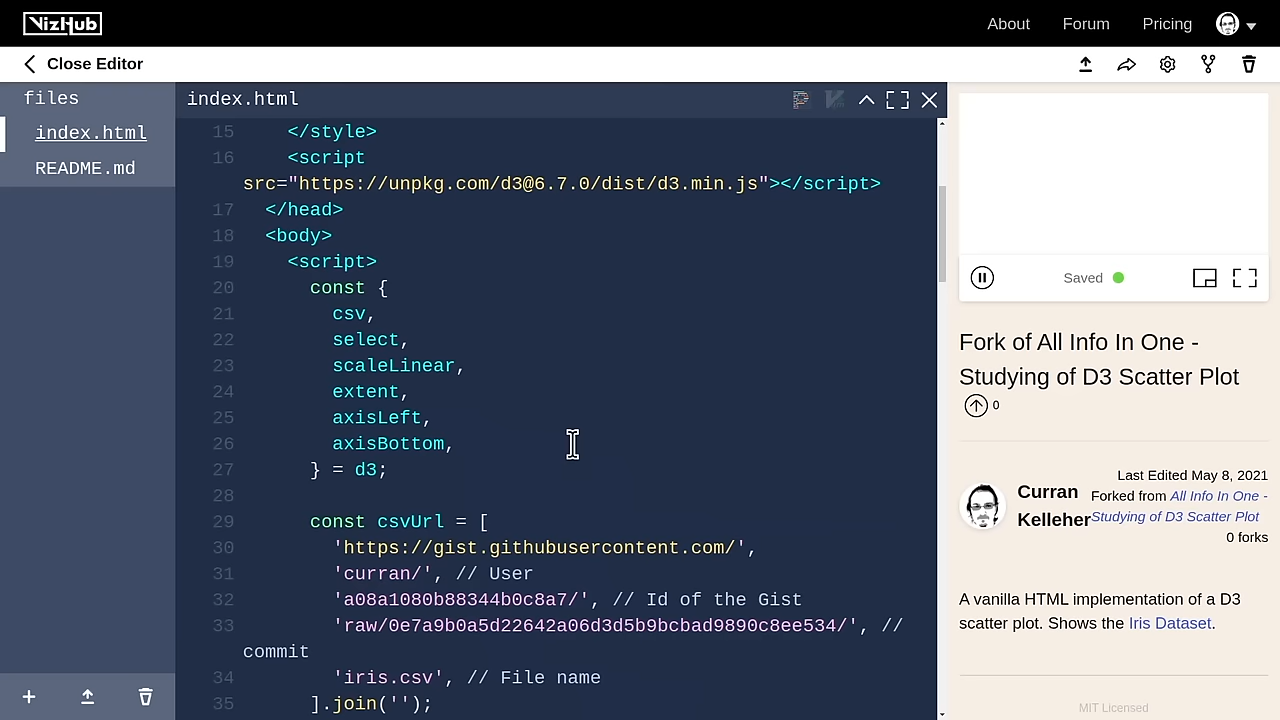 VizHub
About
Forum
Pricing
Close Editor
files
index.html
README.md
index.html
15 </style>
16 <script
src="https://unpkg.com/d3@6.7.0/dist/d3.min.js"></script>
17 </head>
18 <body>
19 <script>
20 const {
21 csv,
22 select,
23 scaleLinear,
24 extent,
25 axisLeft,
26 axisBottom,
27 } = d3;
28
29 const csvUrl = [
30 'https://gist.githubusercontent.com/',
31 'curran/', // User
32 'a08a1080b88344b0c8a7/', // Id of the Gist
33 'raw/0e7a9b0a5d22642a06d3d5b9bcbad9890c8ee534/', //
commit
34 'iris.csv', // File name
35 ].join('');
Saved
Fork of All Info In One -
Studying of D3 Scatter Plot
0
Curran
Kelleher
Last Edited May 8, 2021
Forked from All Info In One -
Studying of D3 Scatter Plot
0 forks
A vanilla HTML implementation of a D3
scatter plot. Shows the Iris Dataset.
MIT Licensed